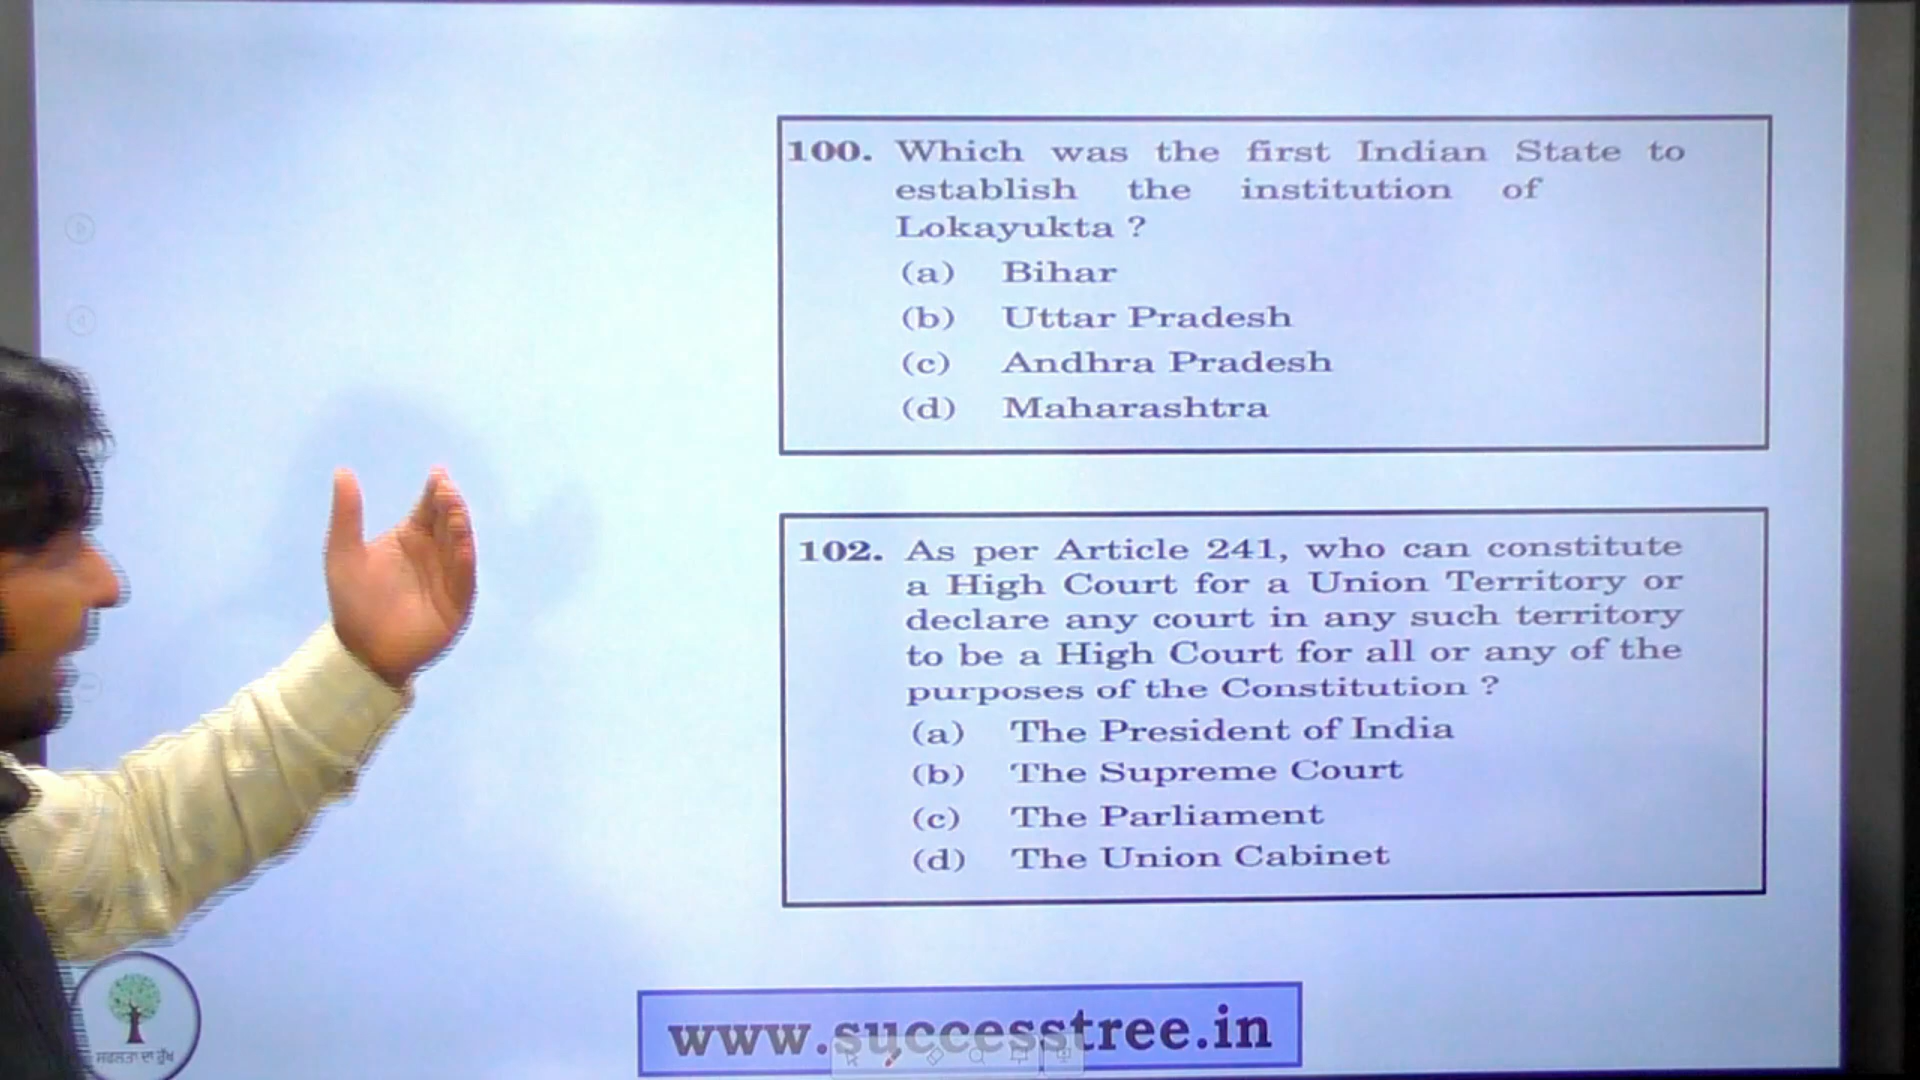 100. Which was the first Indian State to
establish the institution of
Lokayukta ?
(a) Bihar
(b) Uttar Pradesh
(c) Andhra Pradesh
(d) Maharashtra
102. As per Article 241, who can constitute
a High Court for a Union Territory or
declare any court in any such territory
to be a High Court for all or any of the
purposes of the Constitution ?
(a) The President of India
(b) The Supreme Court
(c) The Parliament
(d) The Union Cabinet
ਸਫਲਤਾ ਦਾ ਰੁੱਖ
www.successtree.in